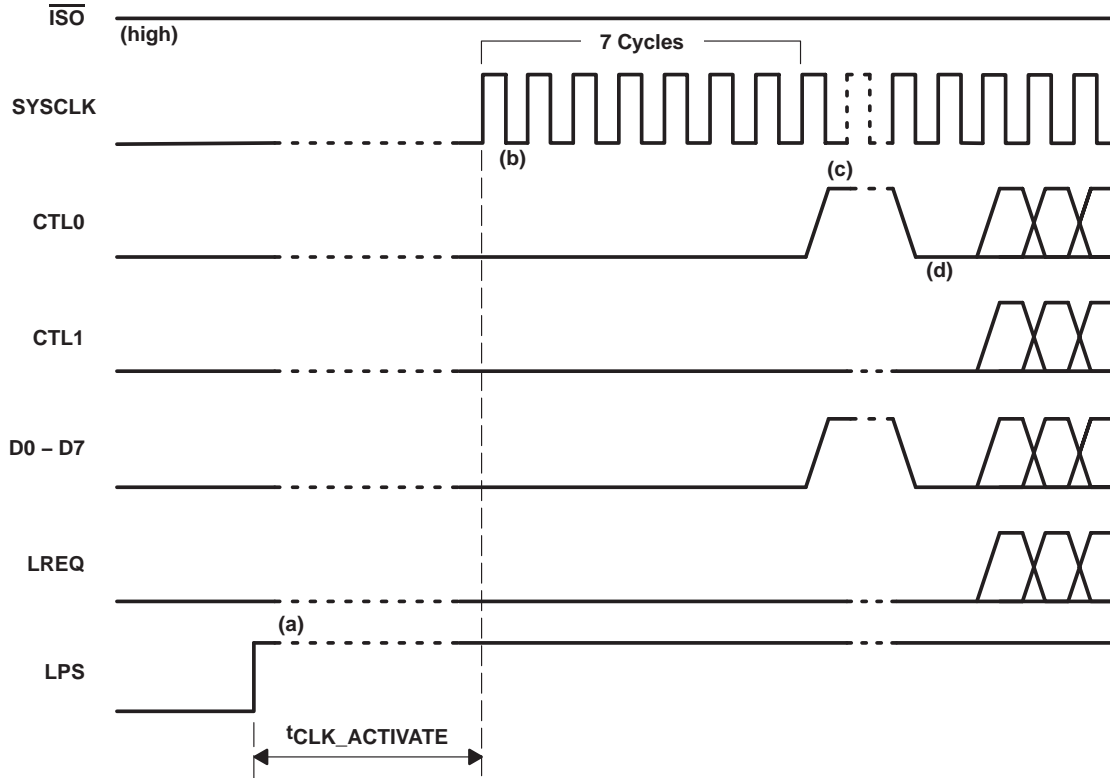 ISO
(high)
7 Cycles
SYSCLK
(b)
(c)
CTL0
(d)
CTL1
D0 – D7
LREQ
(a)
LPS
tCLK_ACTIVATE